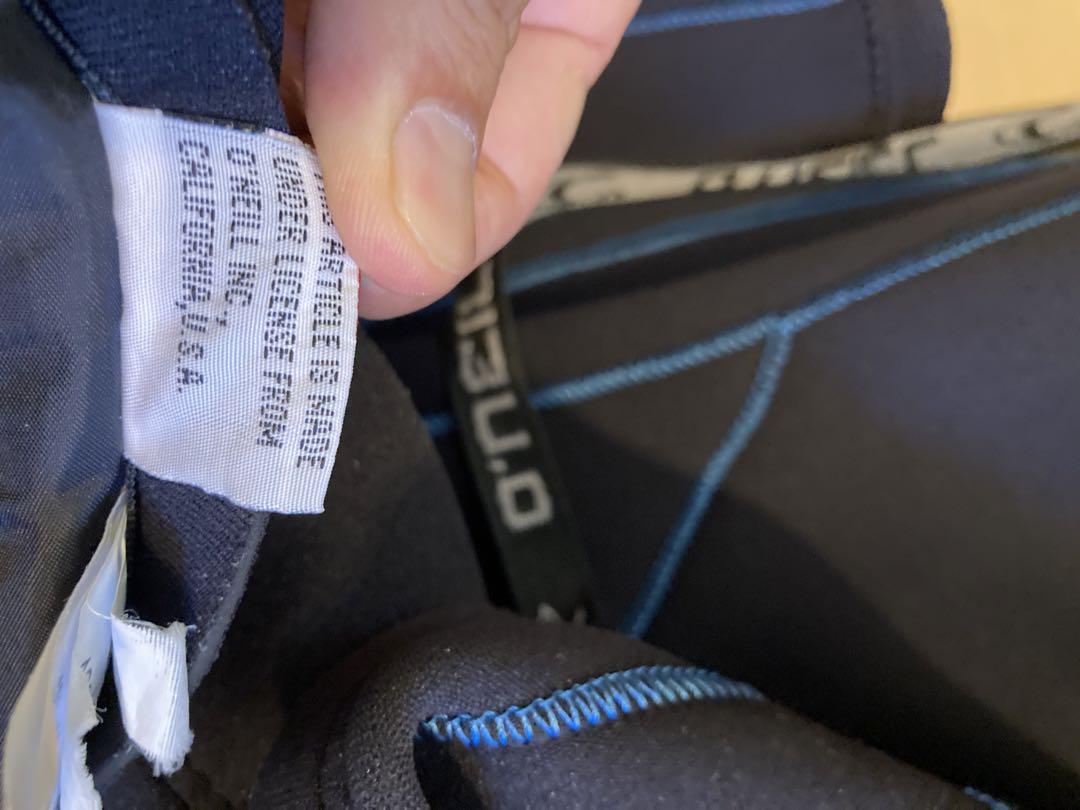 THIS ARTICLE IS MADE
UNDER LICENSE FROM
O'NEILL INC.
CALIFORNIA, U.S.A.
O'NEILL